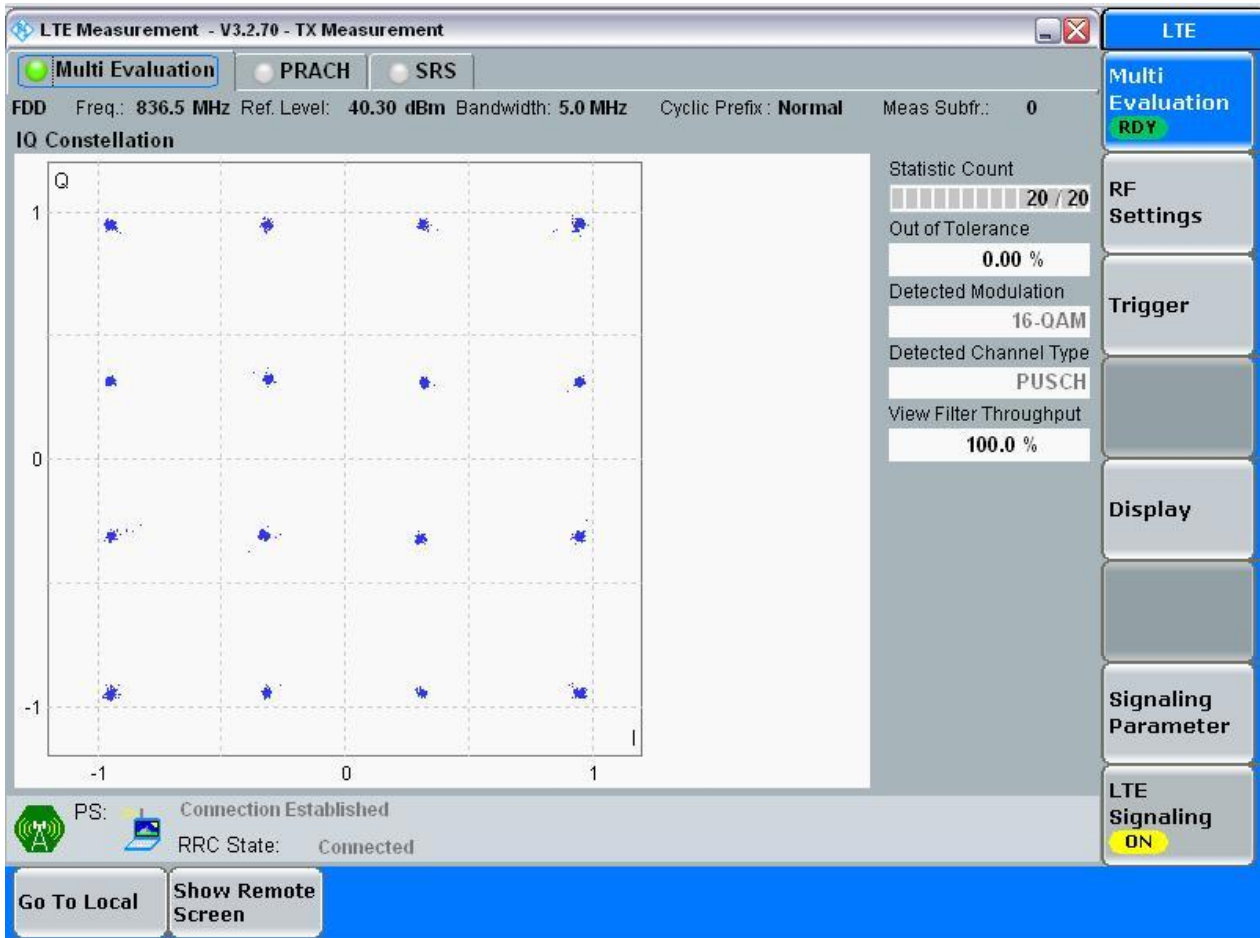 LTE Measurement - V3.2.70 - TX Measurement
LTE
Multi Evaluation PRACH SRS
FDD Freq.: 836.5 MHz Ref. Level: 40.30 dBm Bandwidth: 5.0 MHz Cyclic Prefix : Normal Meas Subfr.: 0
IQ Constellation
Q
1
0
-1
-1 0 1
I
Statistic Count
20 / 20
Out of Tolerance
0.00 %
Detected Modulation
16-QAM
Detected Channel Type
PUSCH
View Filter Throughput
100.0 %
Multi
Evaluation
RDY
RF
Settings
Trigger
Display
Signaling
Parameter
LTE
Signaling
ON
PS: Connection Established
RRC State: Connected
Go To Local
Show Remote
Screen